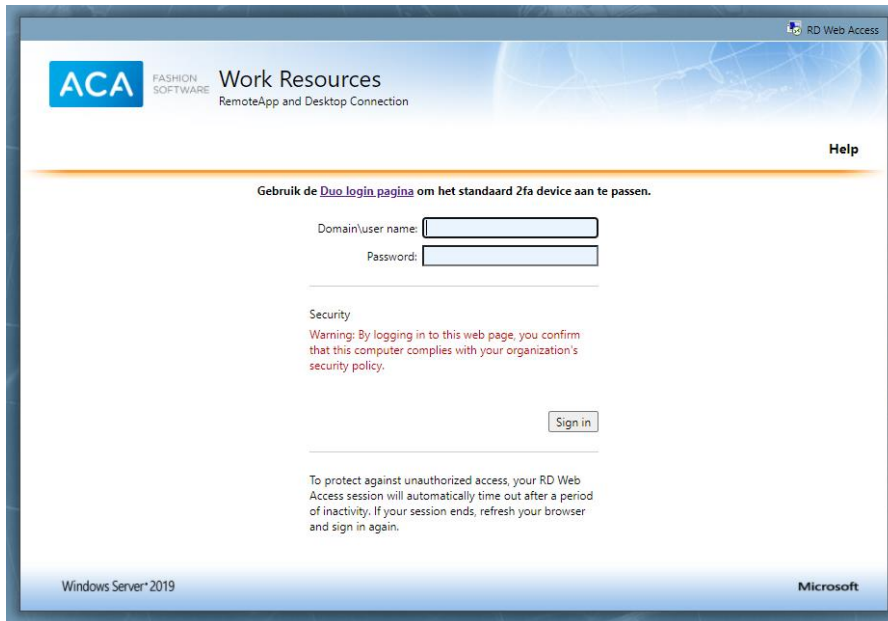 RD Web Access
ACA FASHION SOFTWARE
Work Resources
RemoteApp and Desktop Connection
Help
Gebruik de Duo login pagina om het standaard 2fa device aan te passen.
Domain\user name:
Password:
Security
Warning: By logging in to this web page, you confirm
that this computer complies with your organization's
security policy.
Sign in
To protect against unauthorized access, your RD Web
Access session will automatically time out after a period
of inactivity. If your session ends, refresh your browser
and sign in again.
Windows Server 2019
Microsoft